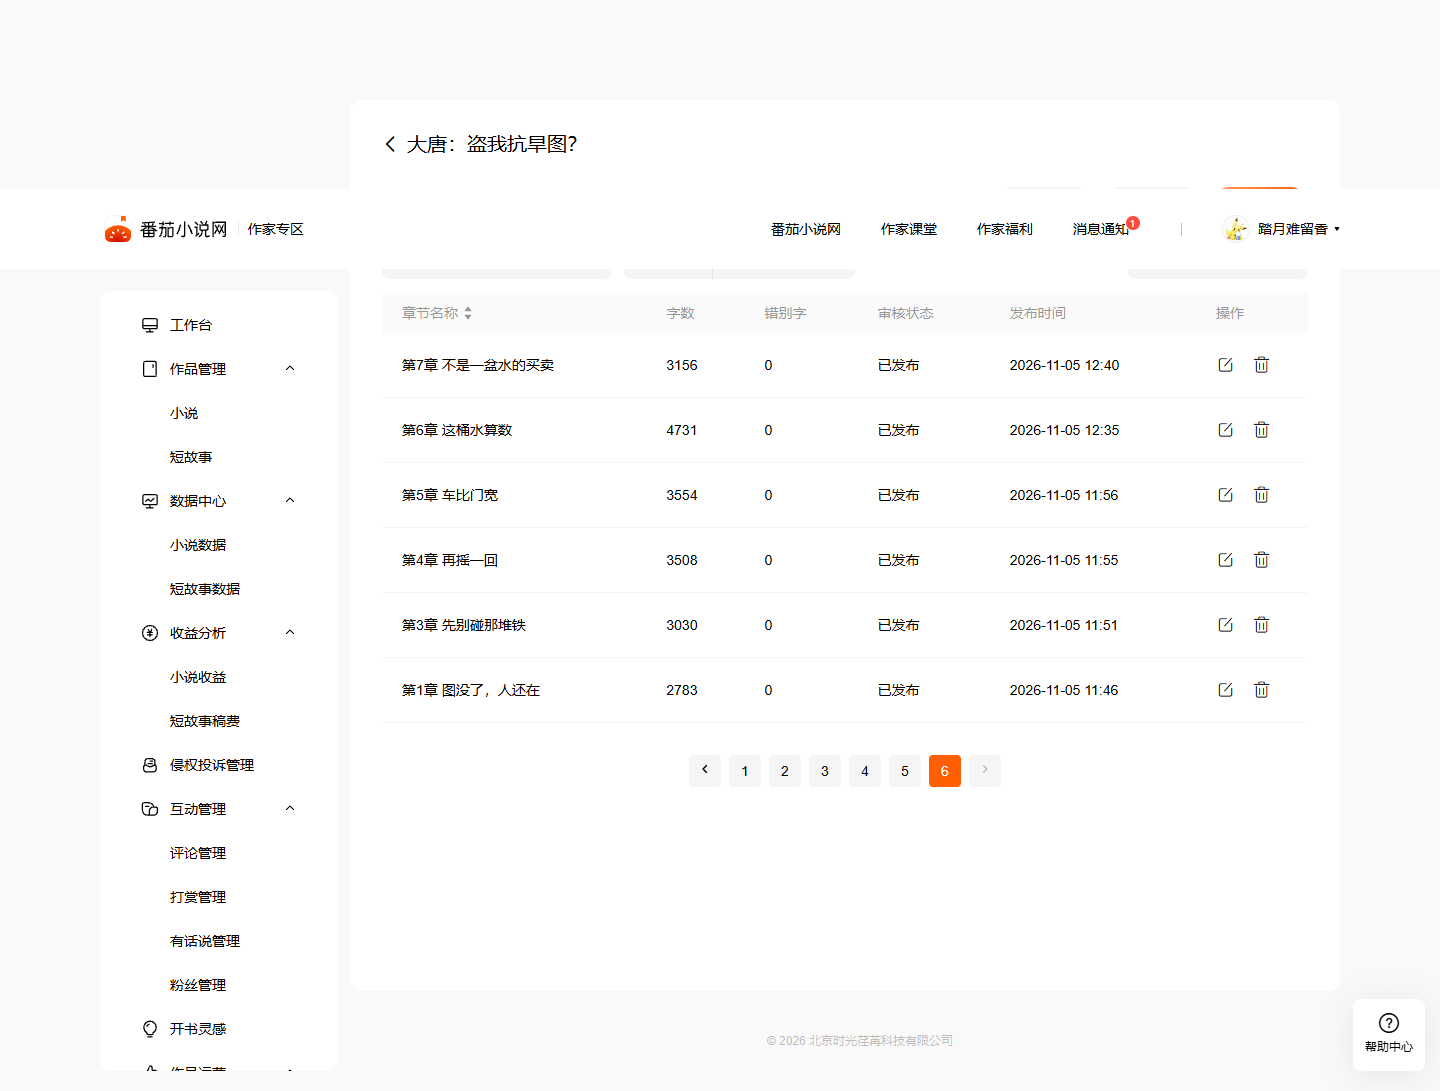 大唐：盗我抗旱图？
番茄小说网 作家专区 番茄小说网 作家课堂 作家福利 消息通知 1 踏月难留香
工作台
作品管理
小说
短故事
数据中心
小说数据
短故事数据
收益分析
小说收益
短故事稿费
侵权投诉管理
互动管理
评论管理
打赏管理
有话说管理
粉丝管理
开书灵感
章节名称 字数 错别字 审核状态 发布时间 操作
第7章 不是一盆水的买卖 3156 0 已发布 2026-11-05 12:40
第6章 这桶水算数 4731 0 已发布 2026-11-05 12:35
第5章 车比门宽 3554 0 已发布 2026-11-05 11:56
第4章 再摇一回 3508 0 已发布 2026-11-05 11:55
第3章 先别碰那堆铁 3030 0 已发布 2026-11-05 11:51
第1章 图没了，人还在 2783 0 已发布 2026-11-05 11:46
1 2 3 4 5 6
© 2026 北京时光荏苒科技有限公司
帮助中心